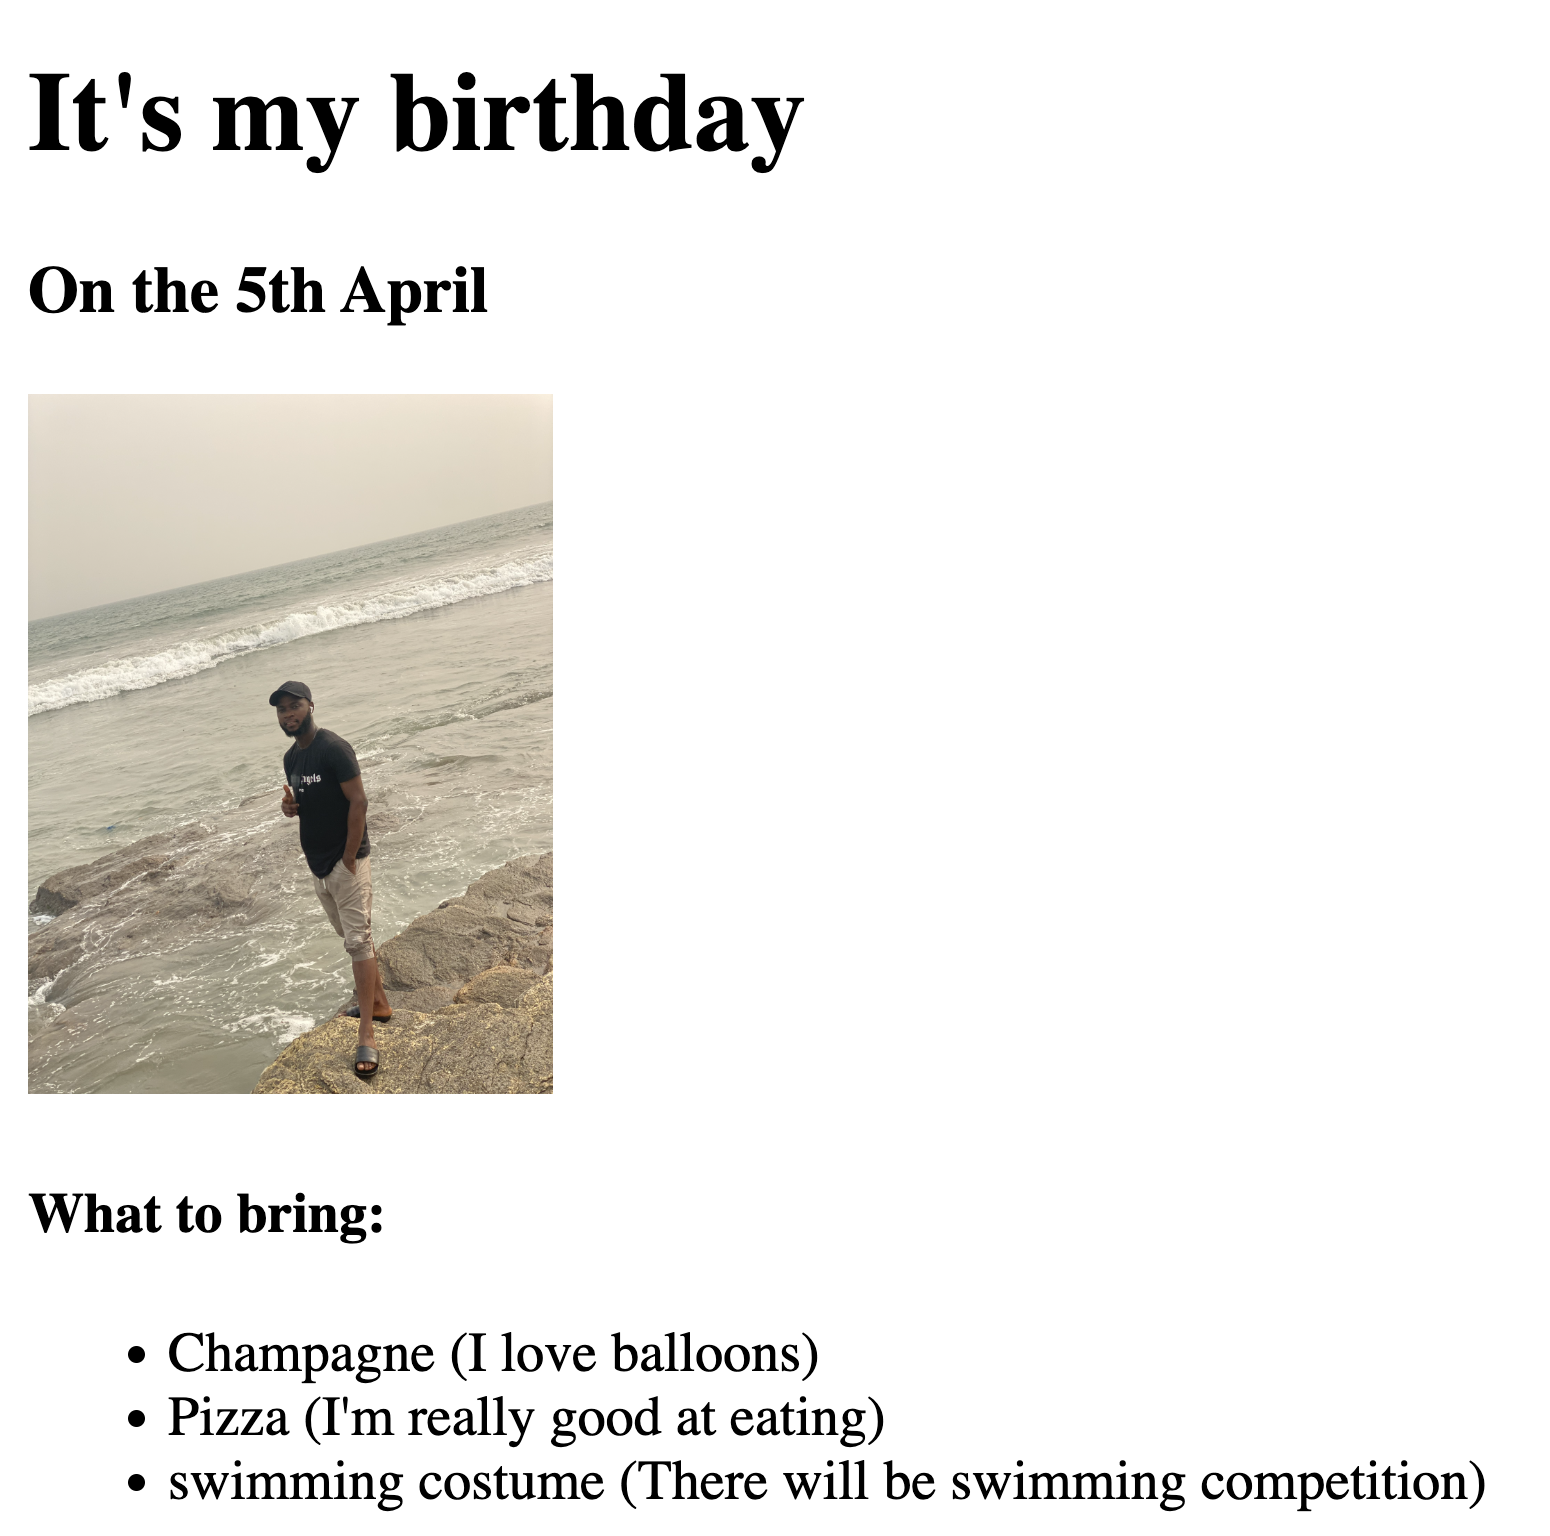 It's my birthday
On the 5th April
What to bring:
Champagne (I love balloons)
Pizza (I'm really good at eating)
swimming costume (There will be swimming competition)